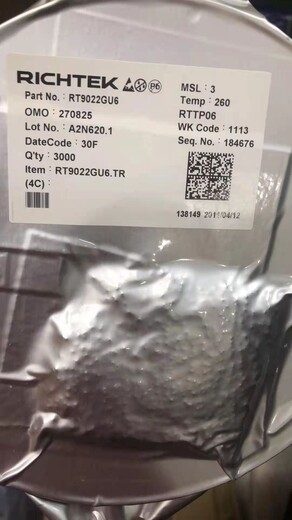 RICHTEK P6
Part No. : RT9022GU6
OMO : 270825
Lot No. : A2N620.1
DateCode : 30F
Q'ty : 3000
Item : RT9022GU6.TR
(4C) :
MSL : 3
Temp : 260
RTTP06
WK Code : 1113
Seq. No. : 184676
138149 2011/04/12